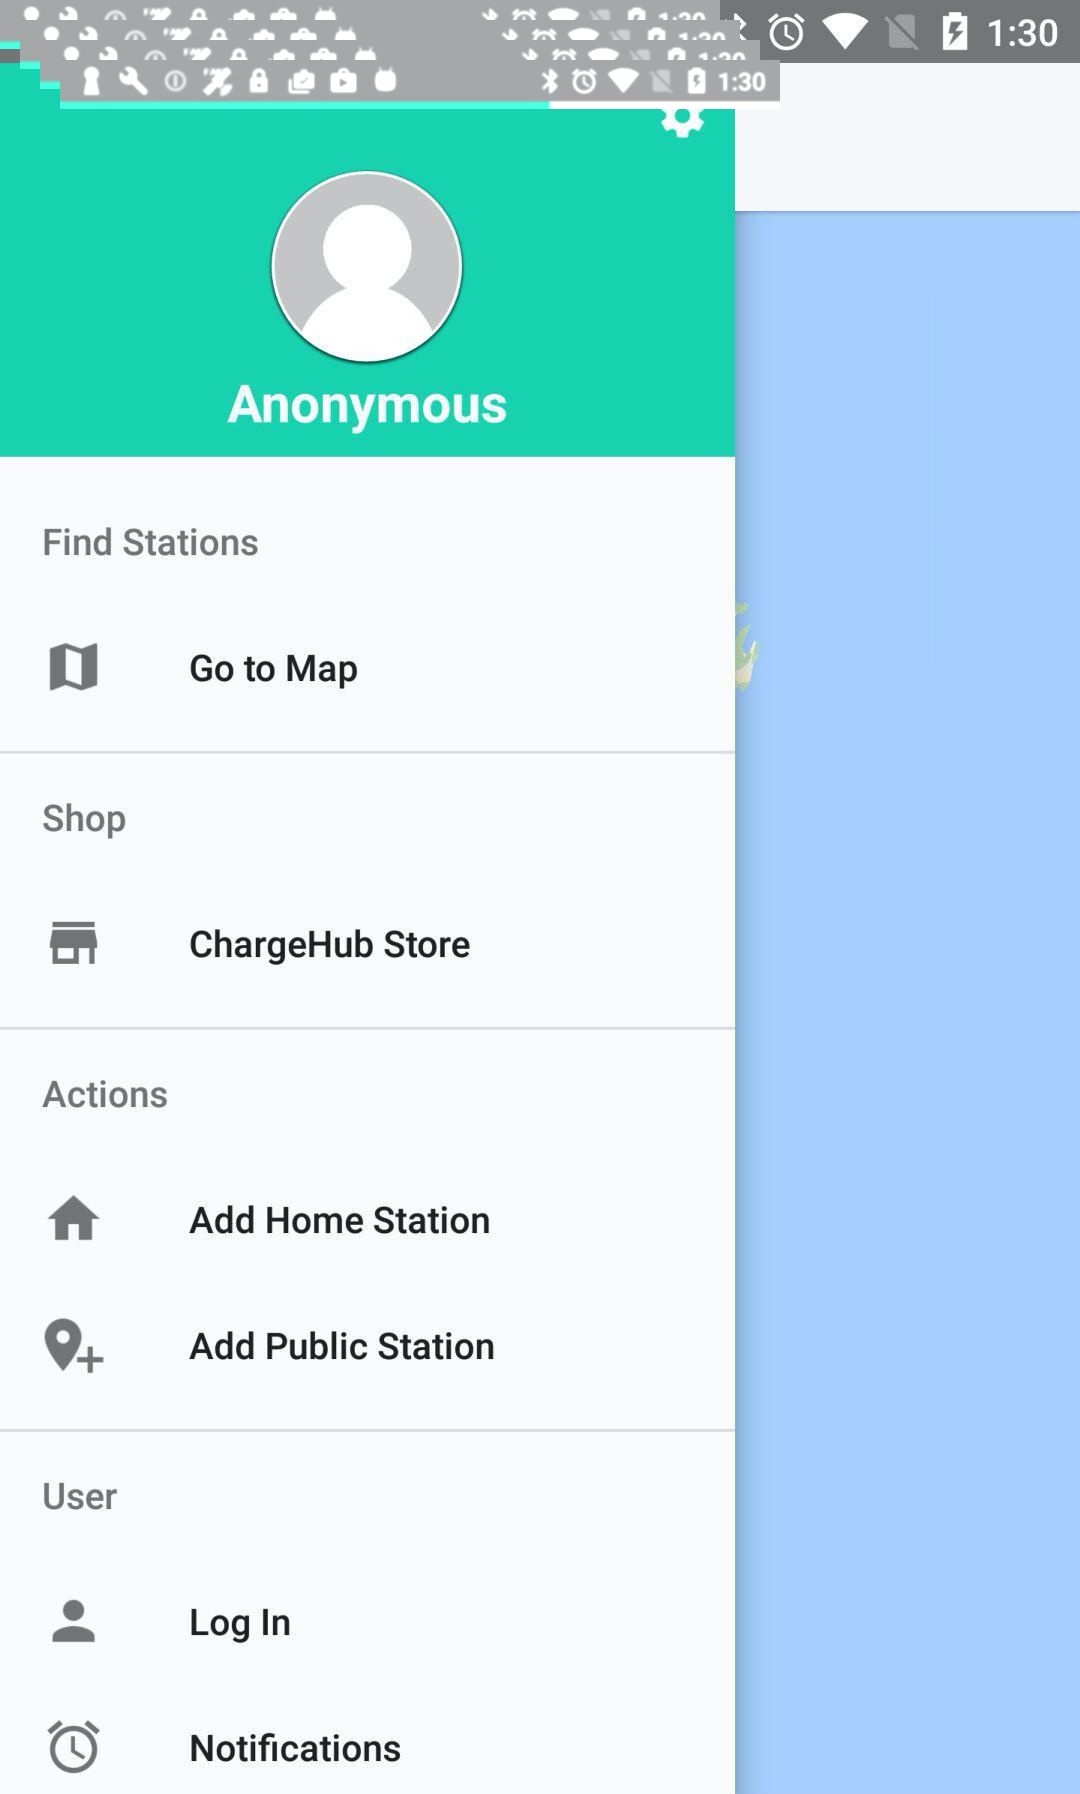 1:30
1:30
Anonymous
Find Stations
Go to Map
Shop
ChargeHub Store
Actions
Add Home Station
Add Public Station
User
Log In
Notifications